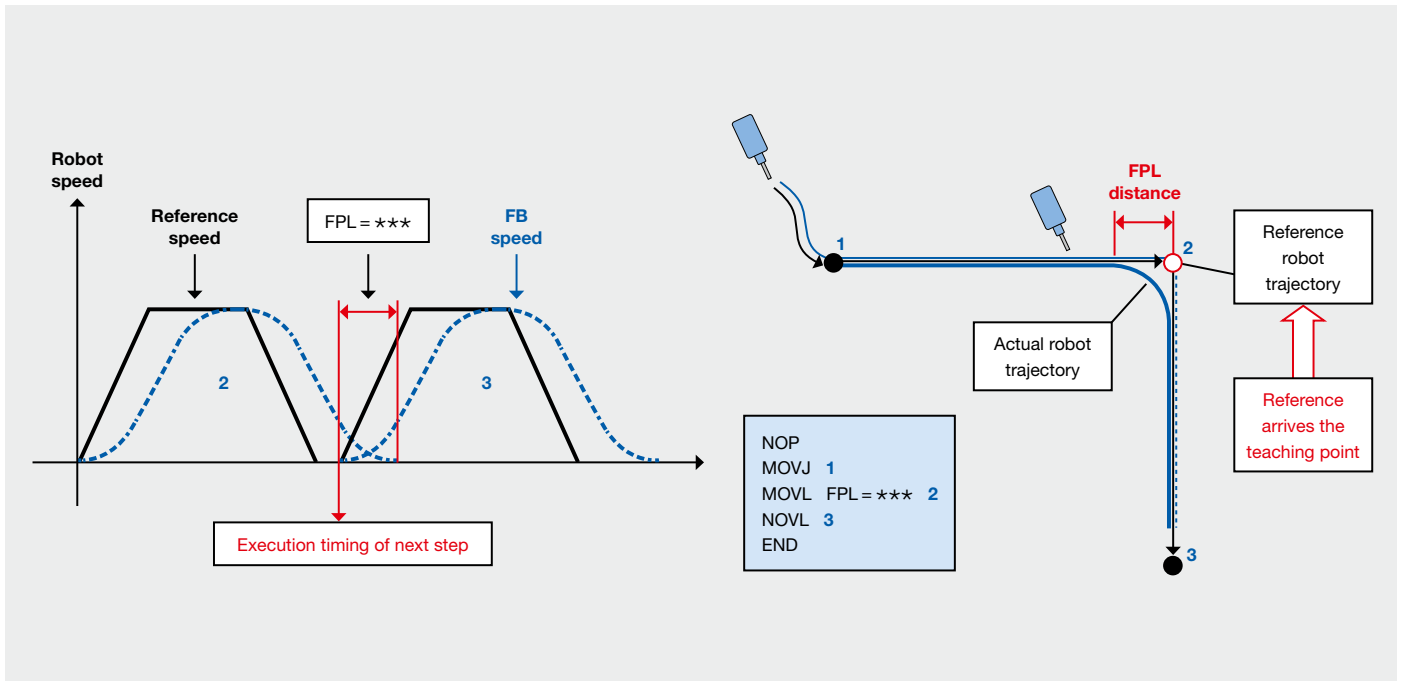 Robot
speed
Reference
speed
FPL = ***
FB
speed
2
3
Execution timing of next step
1
FPL
distance
2
Reference
robot
trajectory
Actual robot
trajectory
Reference
arrives the
teaching point
3
NOP
MOVJ 1
MOVL FPL = *** 2
NOVL 3
END